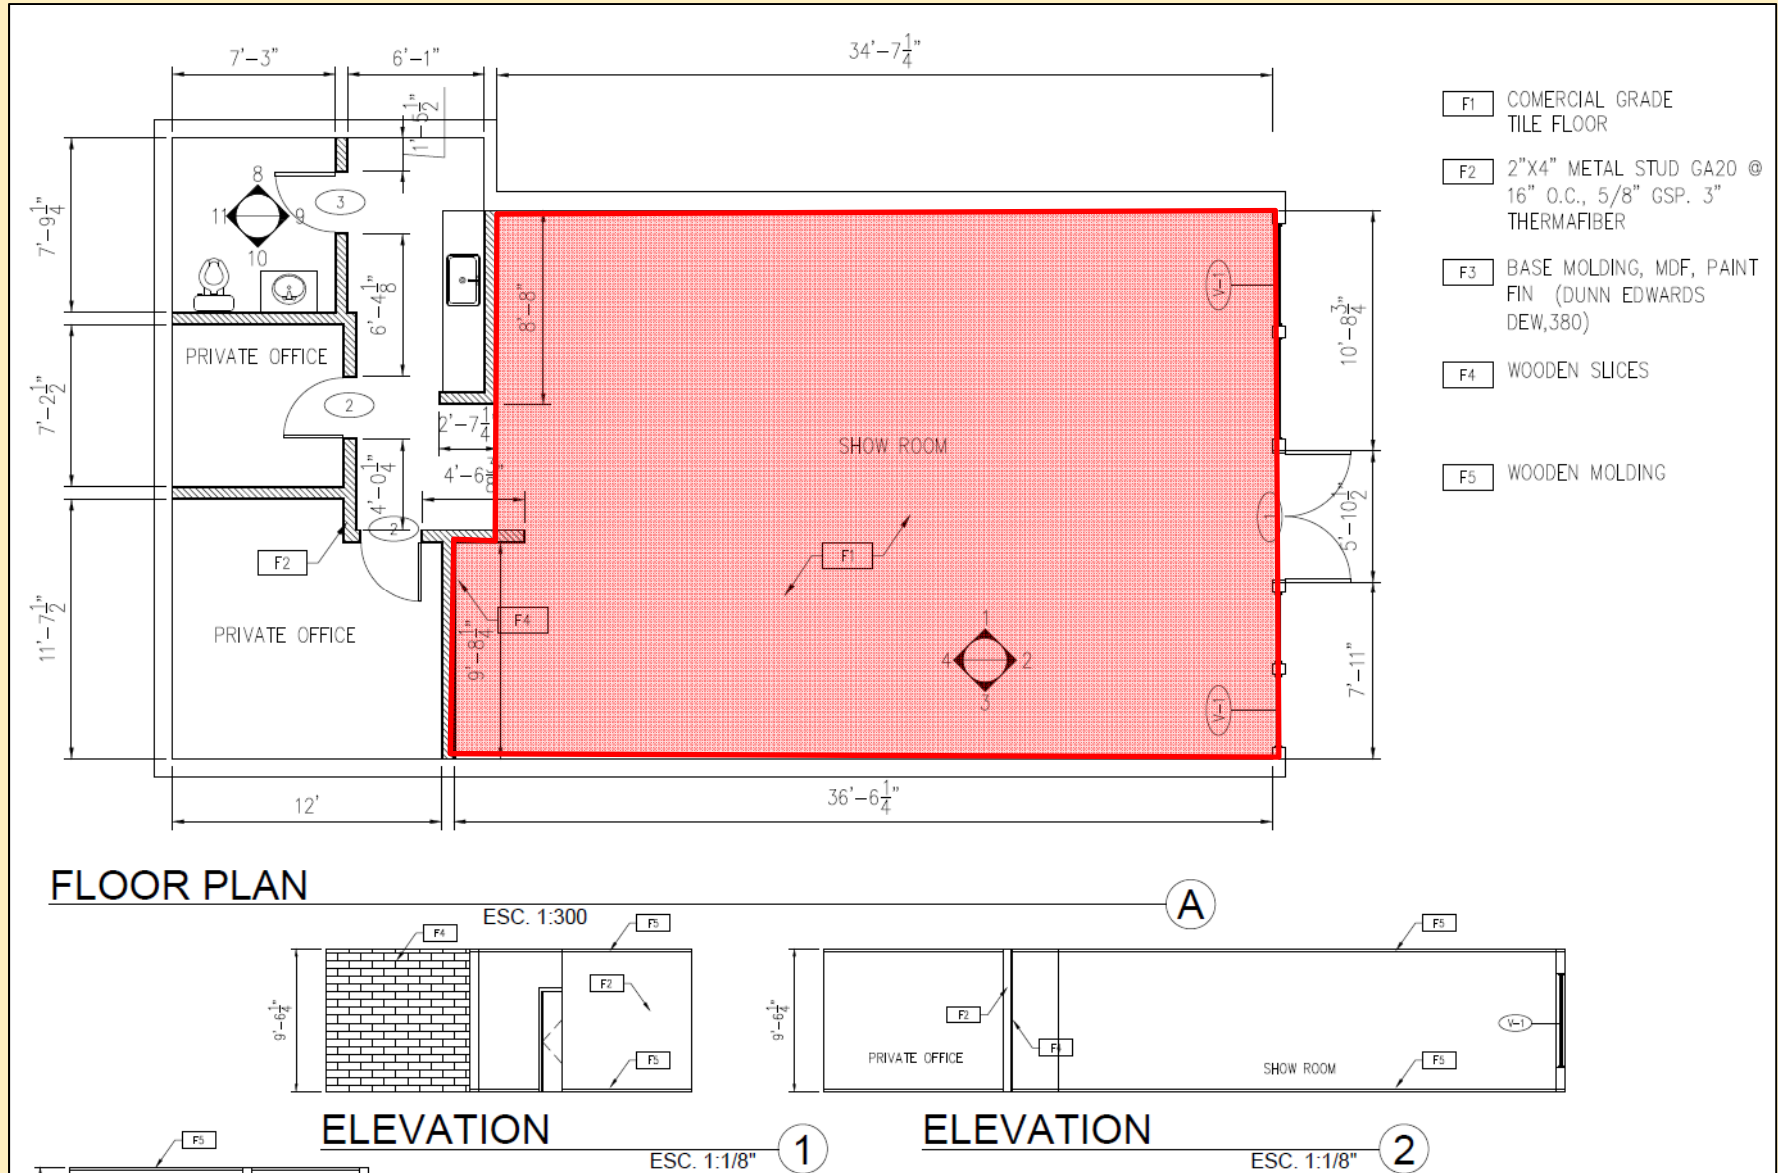 7'-3"
6'-1"
34'-7 1/4"
1'-5 1/2"
7'-9 1/4"
7'-2 1/2"
11'-7 1/2"
8
11
9
10
3
6'-4 1/8"
8'-8"
PRIVATE OFFICE
2
2'-7 1/4"
4'-0 1/4"
2
F2
PRIVATE OFFICE
9'-8 1/4"
F4
SHOW ROOM
F1
1
4
2
3
V-1
V-1
1
10'-8 3/4"
5'-10 1/2"
7'-11"
12'
36'-6 1/4"
F1 COMERCIAL GRADE
TILE FLOOR
F2 2"X4" METAL STUD GA20 @
16" O.C., 5/8" GSP. 3"
THERMAFIBER
F3 BASE MOLDING, MDF, PAINT
FIN (DUNN EDWARDS
DEW,380)
F4 WOODEN SLICES
F5 WOODEN MOLDING
FLOOR PLAN
ESC. 1:300
A
F4
F5
F2
F5
9'-6 1/4"
ELEVATION
ESC. 1:1/8"
1
F5
F2
F4
V-1
F5
9'-6 1/4"
PRIVATE OFFICE
SHOW ROOM
ELEVATION
ESC. 1:1/8"
2
F5